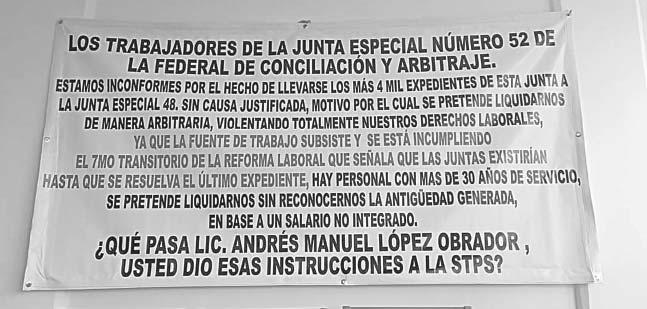 LOS TRABAJADORES DE LA JUNTA ESPECIAL NÚMERO 52 DE
LA FEDERAL DE CONCILIACIÓN Y ARBITRAJE.
ESTAMOS INCONFORMES POR EL HECHO DE LLEVARSE LOS MÁS 4 MIL EXPEDIENTES DE ESTA JUNTA A
LA JUNTA ESPECIAL 48. SIN CAUSA JUSTIFICADA, MOTIVO POR EL CUAL SE PRETENDE LIQUIDARNOS
DE MANERA ARBITRARIA, VIOLENTANDO TOTALMENTE NUESTROS DERECHOS LABORALES,
YA QUE LA FUENTE DE TRABAJO SUBSISTE Y SE ESTÁ INCUMPLIENDO
EL 7MO TRANSITORIO DE LA REFORMA LABORAL QUE SEÑALA QUE LAS JUNTAS EXISTIRÍAN
HASTA QUE SE RESUELVA EL ÚLTIMO EXPEDIENTE, HAY PERSONAL CON MAS DE 30 AÑOS DE SERVICIO,
SE PRETENDE LIQUIDARNOS SIN RECONOCERNOS LA ANTIGÜEDAD GENERADA,
EN BASE A UN SALARIO NO INTEGRADO.
¿QUÉ PASA LIC. ANDRÉS MANUEL LÓPEZ OBRADOR ,
USTED DIO ESAS INSTRUCCIONES A LA STPS?